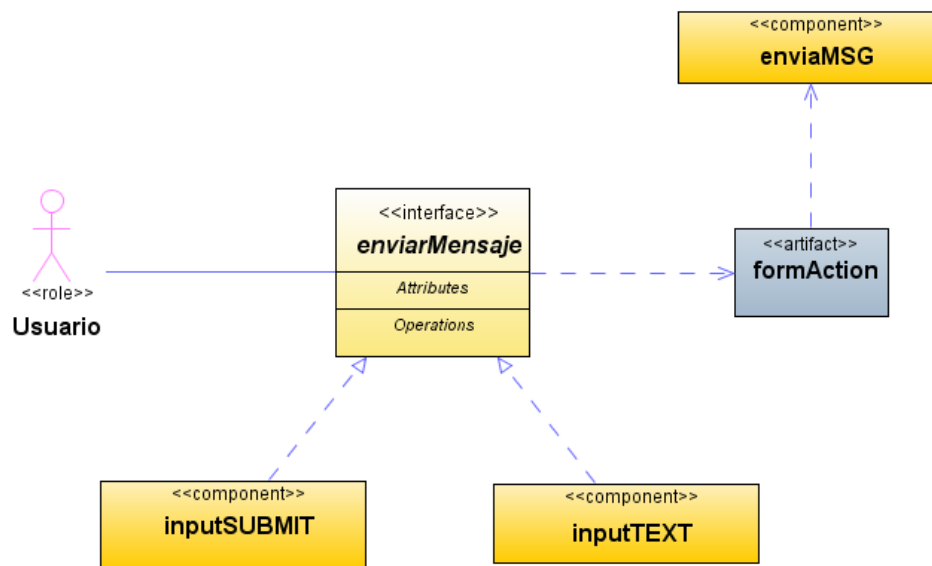 <<component>>
enviaMSG
<<interface>>
enviarMensaje
Attributes
Operations
<<artifact>>
formAction
<<role>>
Usuario
<<component>>
inputSUBMIT
<<component>>
inputTEXT